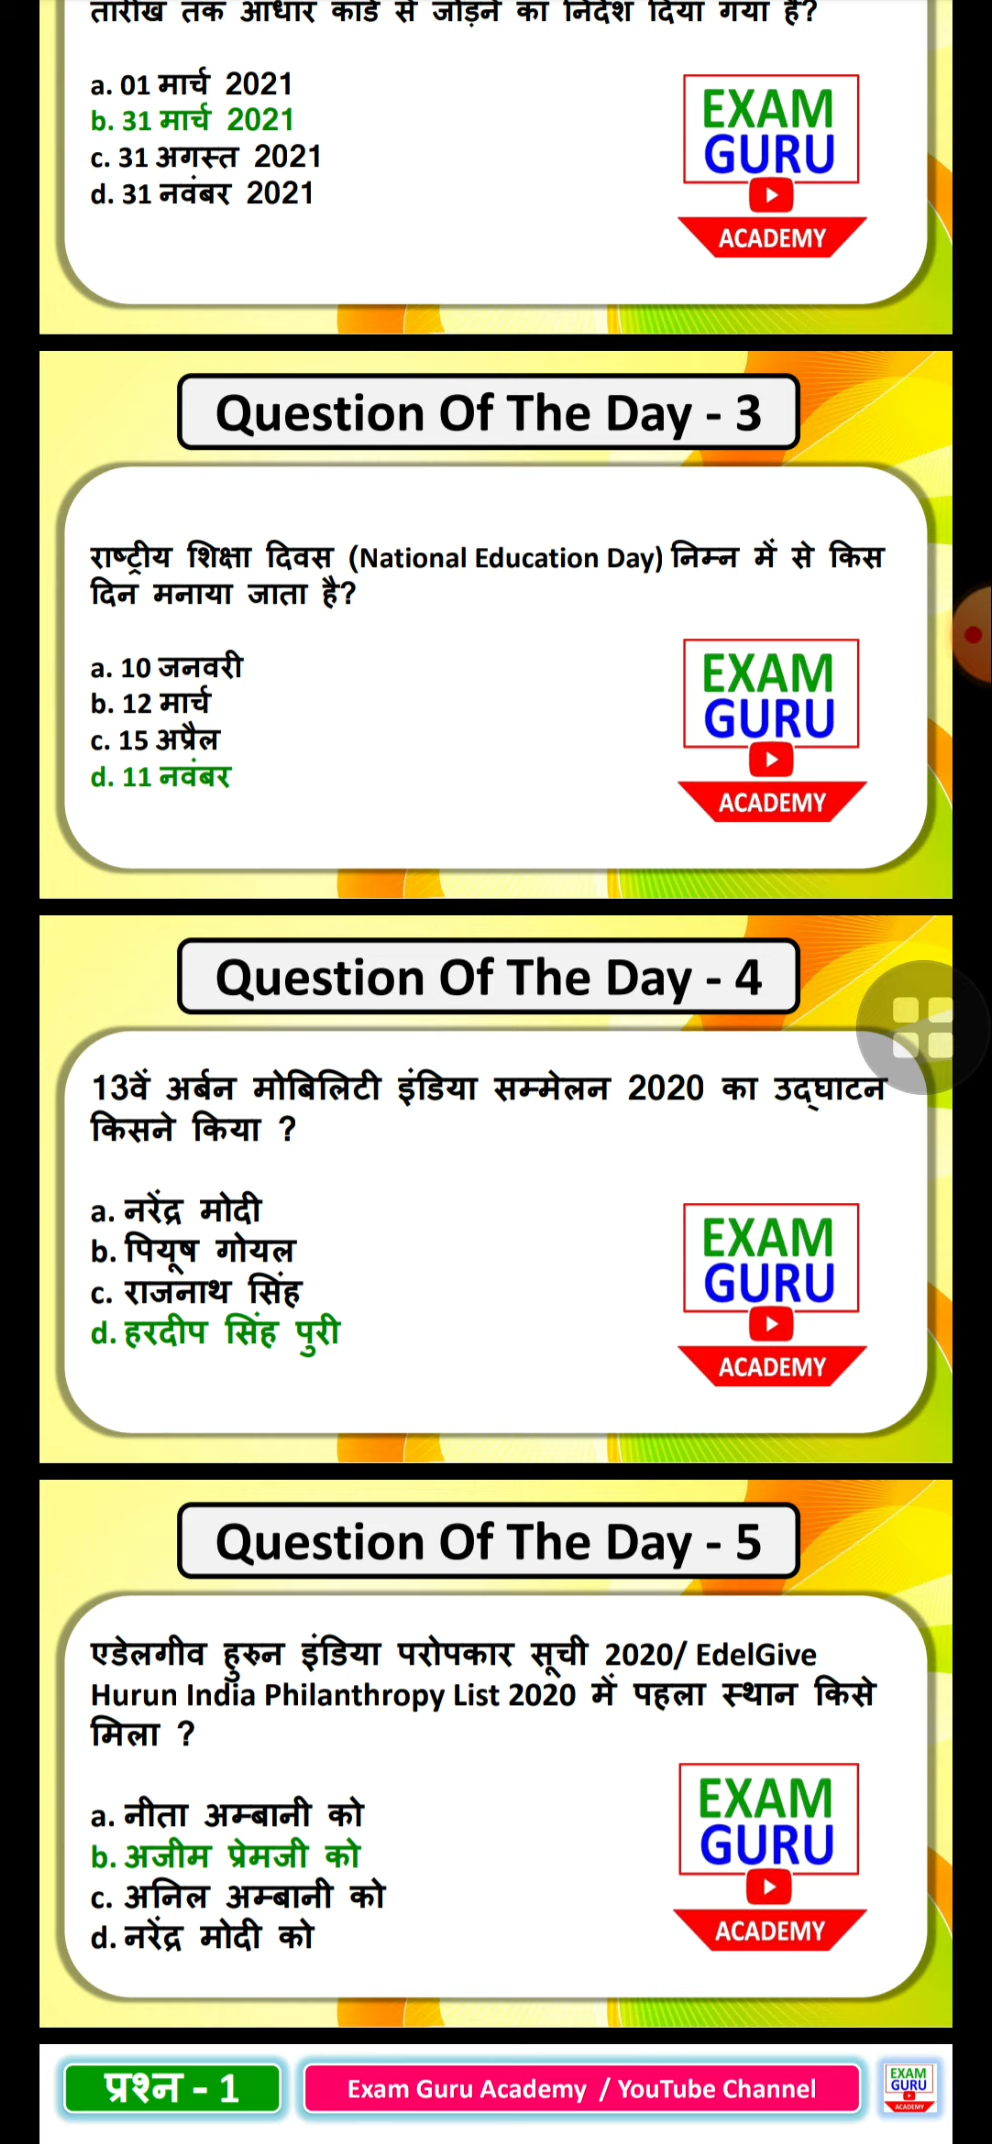 तारीख तक आधार कार्ड से जोड़ने का निर्देश दिया गया है?
a. 01 मार्च 2021
b. 31 मार्च 2021
c. 31 अगस्त 2021
d. 31 नवंबर 2021
EXAM
GURU
ACADEMY
Question Of The Day - 3
राष्ट्रीय शिक्षा दिवस (National Education Day) निम्न में से किस
दिन मनाया जाता है?
a. 10 जनवरी
b. 12 मार्च
c. 15 अप्रैल
d. 11 नवंबर
EXAM
GURU
ACADEMY
Question Of The Day - 4
13वें अर्बन मोबिलिटी इंडिया सम्मेलन 2020 का उद्घाटन
किसने किया ?
a. नरेंद्र मोदी
b. पियूष गोयल
c. राजनाथ सिंह
d. हरदीप सिंह पुरी
EXAM
GURU
ACADEMY
Question Of The Day - 5
एडेलगीव हुरुन इंडिया परोपकार सूची 2020/ EdelGive
Hurun India Philanthropy List 2020 में पहला स्थान किसे
मिला ?
a. नीता अम्बानी को
b. अजीम प्रेमजी को
c. अनिल अम्बानी को
d. नरेंद्र मोदी को
EXAM
GURU
ACADEMY
प्रश्न - 1
Exam Guru Academy / YouTube Channel
EXAM
GURU
ACADEMY